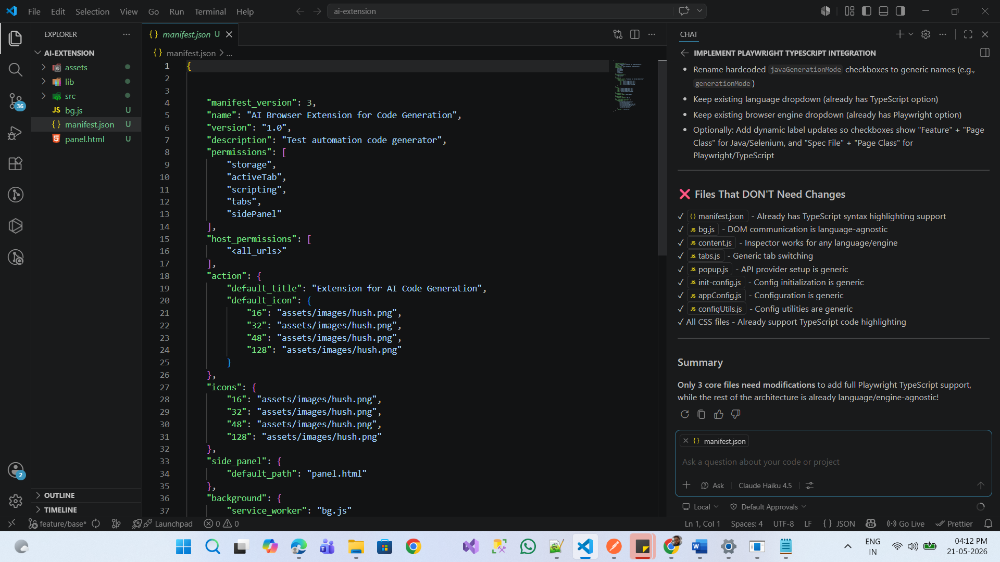 File Edit Selection View Go Run Terminal Help
ai-extension
EXPLORER
AI-EXTENSION
assets
lib
src
JS bg.js U
{} manifest.json U
panel.html U
OUTLINE
TIMELINE
36
2
{} manifest.json U
{} manifest.json > ...
1 {
2
3
4 "manifest_version": 3,
5 "name": "AI Browser Extension for Code Generation",
6 "version": "1.0",
7 "description": "Test automation code generator",
8 "permissions": [
9 "storage",
10 "activeTab",
11 "scripting",
12 "tabs",
13 "sidePanel"
14 ],
15 "host_permissions": [
16 "<all_urls>"
17 ],
18 "action": {
19 "default_title": "Extension for AI Code Generation",
20 "default_icon": {
21 "16": "assets/images/hush.png",
22 "32": "assets/images/hush.png",
23 "48": "assets/images/hush.png",
24 "128": "assets/images/hush.png"
25 }
26 },
27 "icons": {
28 "16": "assets/images/hush.png",
29 "32": "assets/images/hush.png",
30 "48": "assets/images/hush.png",
31 "128": "assets/images/hush.png"
32 },
33 "side_panel": {
34 "default_path": "panel.html"
35 },
36 "background": {
37 "service_worker": "bg.js"
CHAT
IMPLEMENT PLAYWRIGHT TYPESCRIPT INTEGRATION
• Rename hardcoded javaGenerationMode checkboxes to generic names (e.g.,
generationMode)
• Keep existing language dropdown (already has TypeScript option)
• Keep existing browser engine dropdown (already has Playwright option)
• Optionally: Add dynamic label updates so checkboxes show "Feature" + "Page
Class" for Java/Selenium, and "Spec File" + "Page Class" for
Playwright/TypeScript
❌ Files That DON'T Need Changes
✓ {} manifest.json - Already has TypeScript syntax highlighting support
✓ JS bg.js - DOM communication is language-agnostic
✓ JS content.js - Inspector works for any language/engine
✓ JS tabs.js - Generic tab switching
✓ JS popup.js - API provider setup is generic
✓ JS init-config.js - Config initialization is generic
✓ JS appConfig.js - Configuration is generic
✓ JS configUtils.js - Config utilities are generic
✓ All CSS files - Already support TypeScript code highlighting
Summary
Only 3 core files need modifications to add full Playwright TypeScript support,
while the rest of the architecture is already language/engine-agnostic!
{} manifest.json
Ask a question about your code or project
Ask Claude Haiku 4.5
Local Default Approvals
feature/base* Launchpad 0 0 Ln 1, Col 1 Spaces: 4 UTF-8 LF {} JSON Go Live Prettier
ENG
IN
04:12 PM
21-05-2026